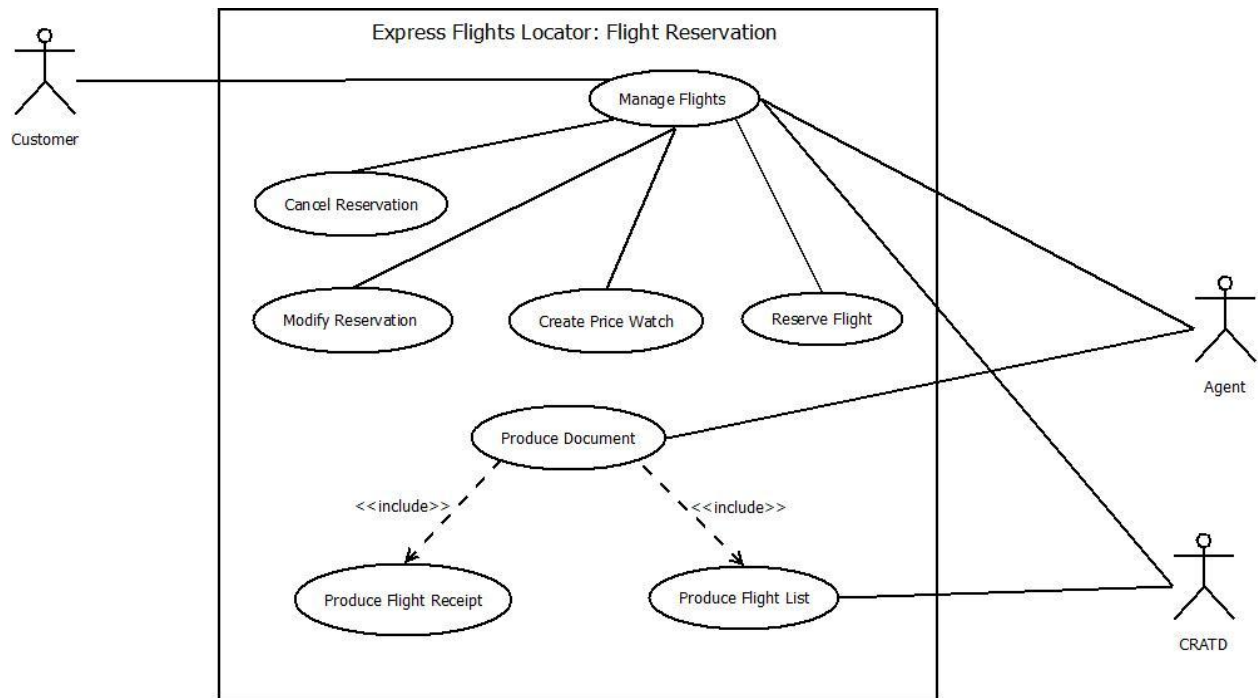 Express Flights Locator: Flight Reservation
Customer
Manage Flights
Cancel Reservation
Modify Reservation
Create Price Watch
Reserve Flight
Agent
Produce Document
<<include>>
<<include>>
Produce Flight Receipt
Produce Flight List
CRATD